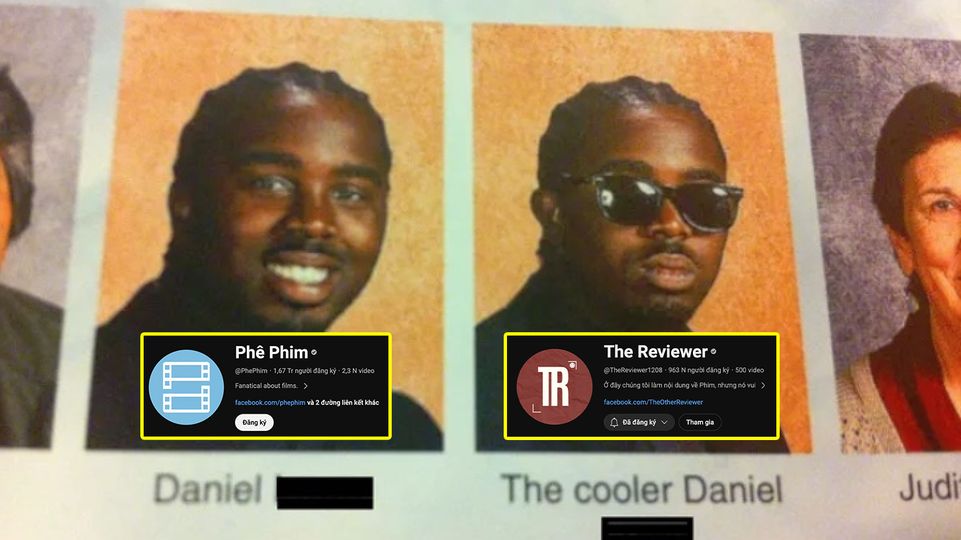 Phê Phim
@PhePhim · 1,67 Tr người đăng ký · 2,3 N video
Fanatical about films.
facebook.com/phephim và 2 đường liên kết khác
Đăng ký
The Reviewer
@TheReviewer1208 · 963 N người đăng ký · 500 video
Ở đây chúng tôi làm nội dung về Phim, nhưng nó vui
facebook.com/TheOtherReviewer
Đã đăng ký
Tham gia
TR
Daniel
The cooler Daniel